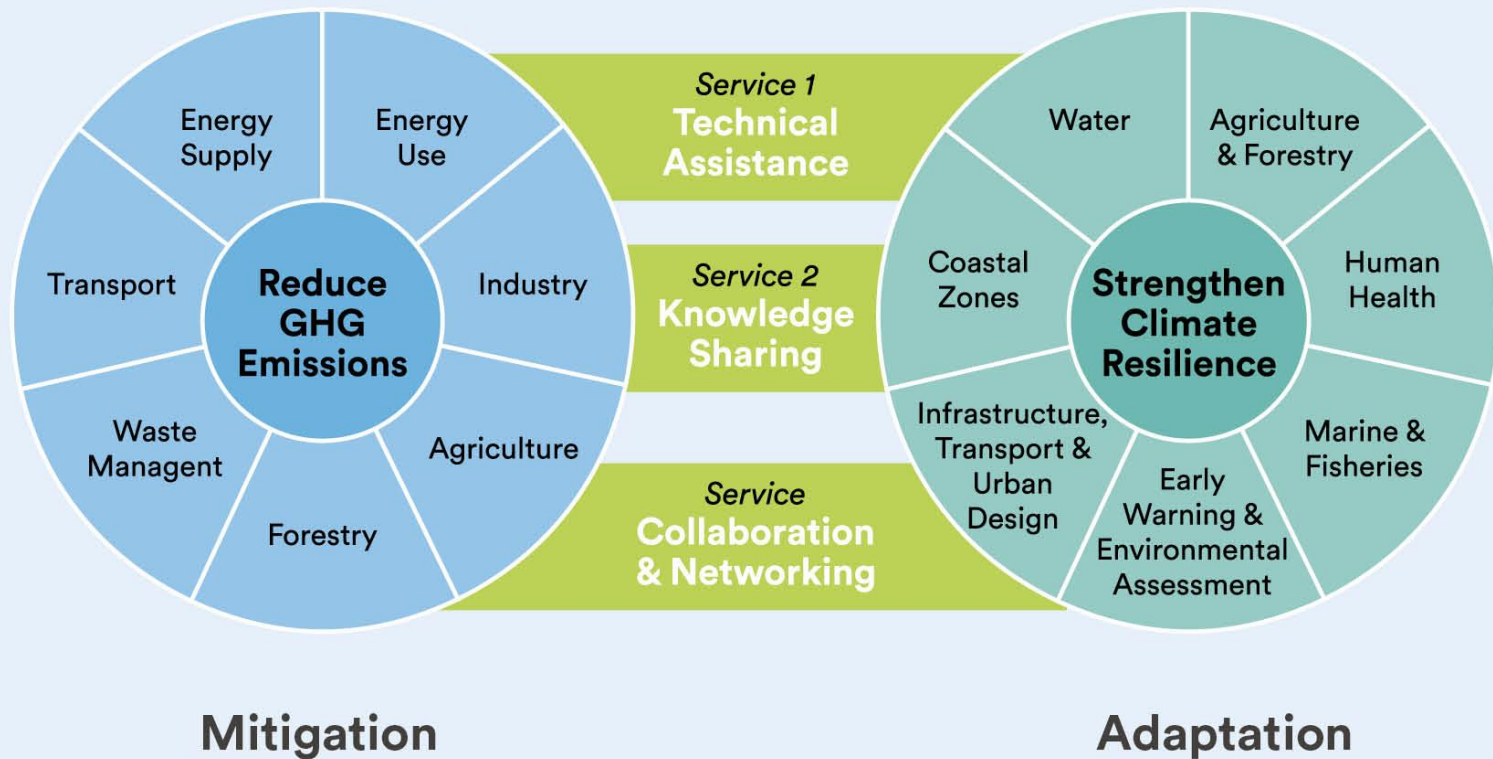 Energy
Supply
Energy
Use
Industry
Agriculture
Forestry
Waste
Managent
Transport
Reduce
GHG
Emissions
Service 1
Technical
Assistance
Service 2
Knowledge
Sharing
Service
Collaboration
& Networking
Water
Agriculture
& Forestry
Human
Health
Marine &
Fisheries
Early
Warning &
Environmental
Assessment
Infrastructure,
Transport &
Urban
Design
Coastal
Zones
Strengthen
Climate
Resilience
Mitigation
Adaptation